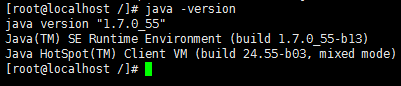 [root@localhost /]# java -version
java version "1.7.0_55"
Java(TM) SE Runtime Environment (build 1.7.0_55-b13)
Java HotSpot(TM) Client VM (build 24.55-b03, mixed mode)
[root@localhost /]#